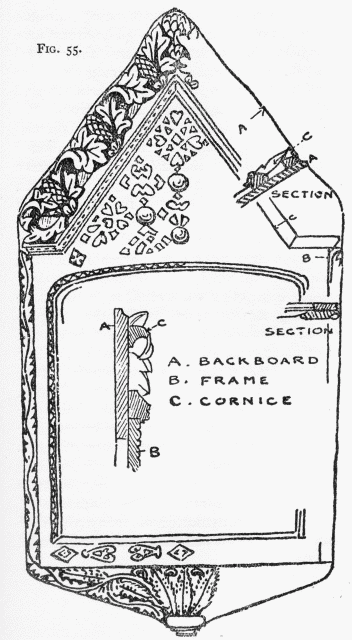 FIG. 55.
A
C
A
SECTION
C
B
SECTION
A
C
A. BACKBOARD
B. FRAME
C. CORNICE
B